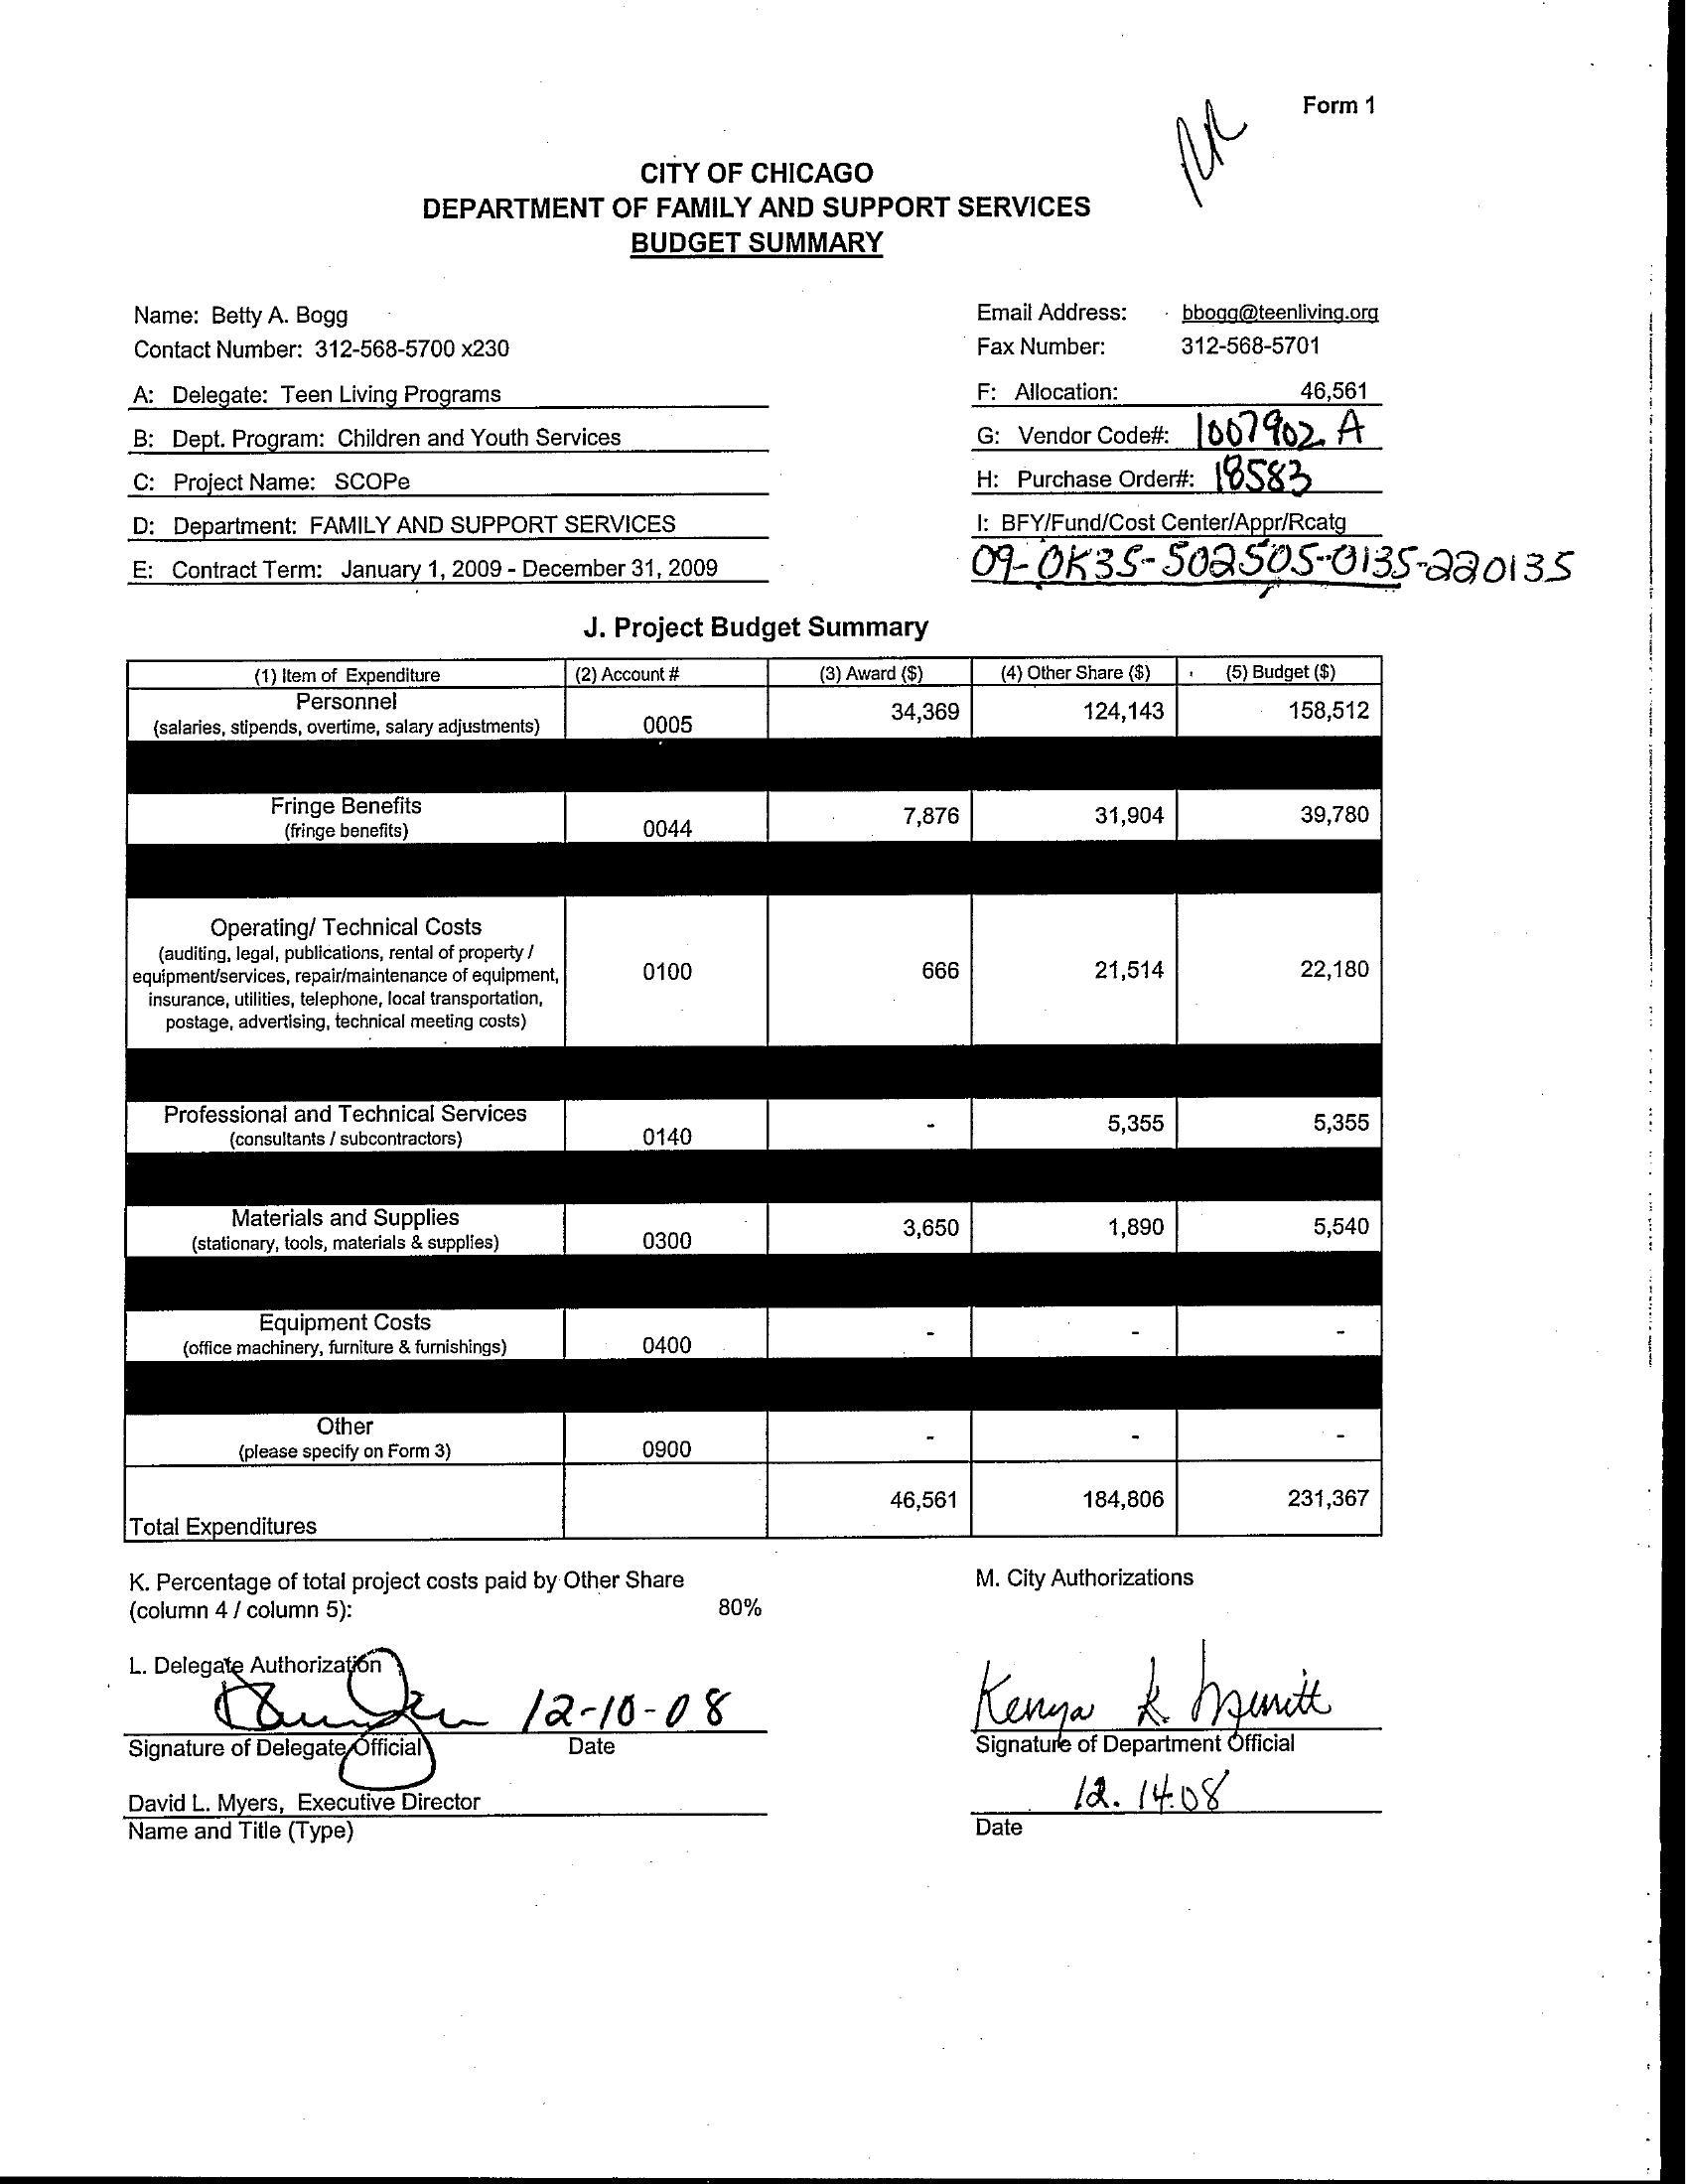 Form 1
CITY OF CHICAGO
DEPARTMENT OF FAMILY AND SUPPORT SERVICES
BUDGET SUMMARY
Name: Betty A. Bogg
Email Address: bbogg@teenliving.org
Contact Number: 312-568-5700 x230
Fax Number: 312-568-5701
A: Delegate: Teen Living Programs
F: Allocation: 46,561
B: Dept. Program: Children and Youth Services
G: Vendor Code#: 1007902 A
C: Project Name: SCOPe
H: Purchase Order#: 18583
D: Department: FAMILY AND SUPPORT SERVICES
I: BFY/Fund/Cost Center/Appr/Rcatg
E: Contract Term: January 1, 2009 - December 31, 2009
09-0K35-502505-0135-220135
J. Project Budget Summary
(1) Item of Expenditure (2) Account # (3) Award ($) (4) Other Share ($) (5) Budget ($)
Personnel
(salaries, stipends, overtime, salary adjustments) 0005 34,369 124,143 158,512
Fringe Benefits
(fringe benefits) 0044 7,876 31,904 39,780
Operating/ Technical Costs
(auditing, legal, publications, rental of property /
equipment/services, repair/maintenance of equipment, 0100 666 21,514 22,180
insurance, utilities, telephone, local transportation,
postage, advertising, technical meeting costs)
Professional and Technical Services
(consultants / subcontractors) 0140 - 5,355 5,355
Materials and Supplies
(stationary, tools, materials & supplies) 0300 3,650 1,890 5,540
Equipment Costs
(office machinery, furniture & furnishings) 0400 - - -
Other
(please specify on Form 3) 0900 - - -
Total Expenditures 46,561 184,806 231,367
K. Percentage of total project costs paid by Other Share
(column 4 / column 5): 80%
M. City Authorizations
L. Delegate Authorization
12-10-08
Kenya K. Merritt
Signature of Delegate Official Date
Signature of Department Official
12.14.08
David L. Myers, Executive Director
Name and Title (Type)
Date